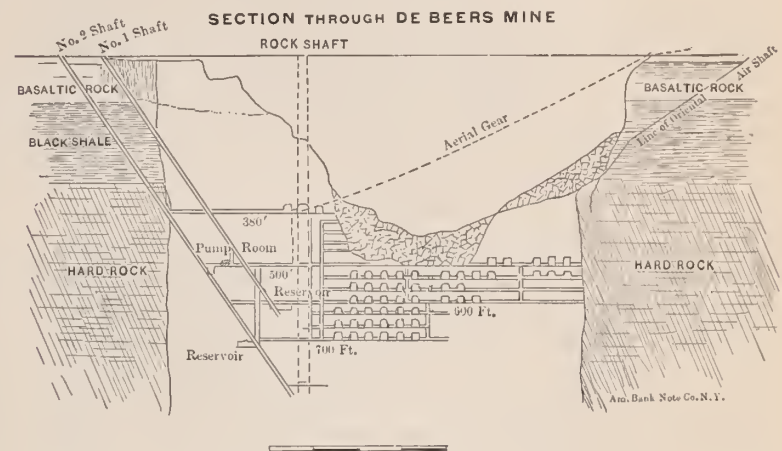 SECTION THROUGH DE BEERS MINE
No. 2 Shaft
No. 1 Shaft
ROCK SHAFT
BASALTIC ROCK
BASALTIC ROCK
Air Shaft
Line of Oriental
Aerial Gear
BLACK SHALE
380'
Pump Room
HARD ROCK
HARD ROCK
500'
Reservoir
600 Ft.
Reservoir
700 Ft.
Am. Bank Note Co. N.Y.